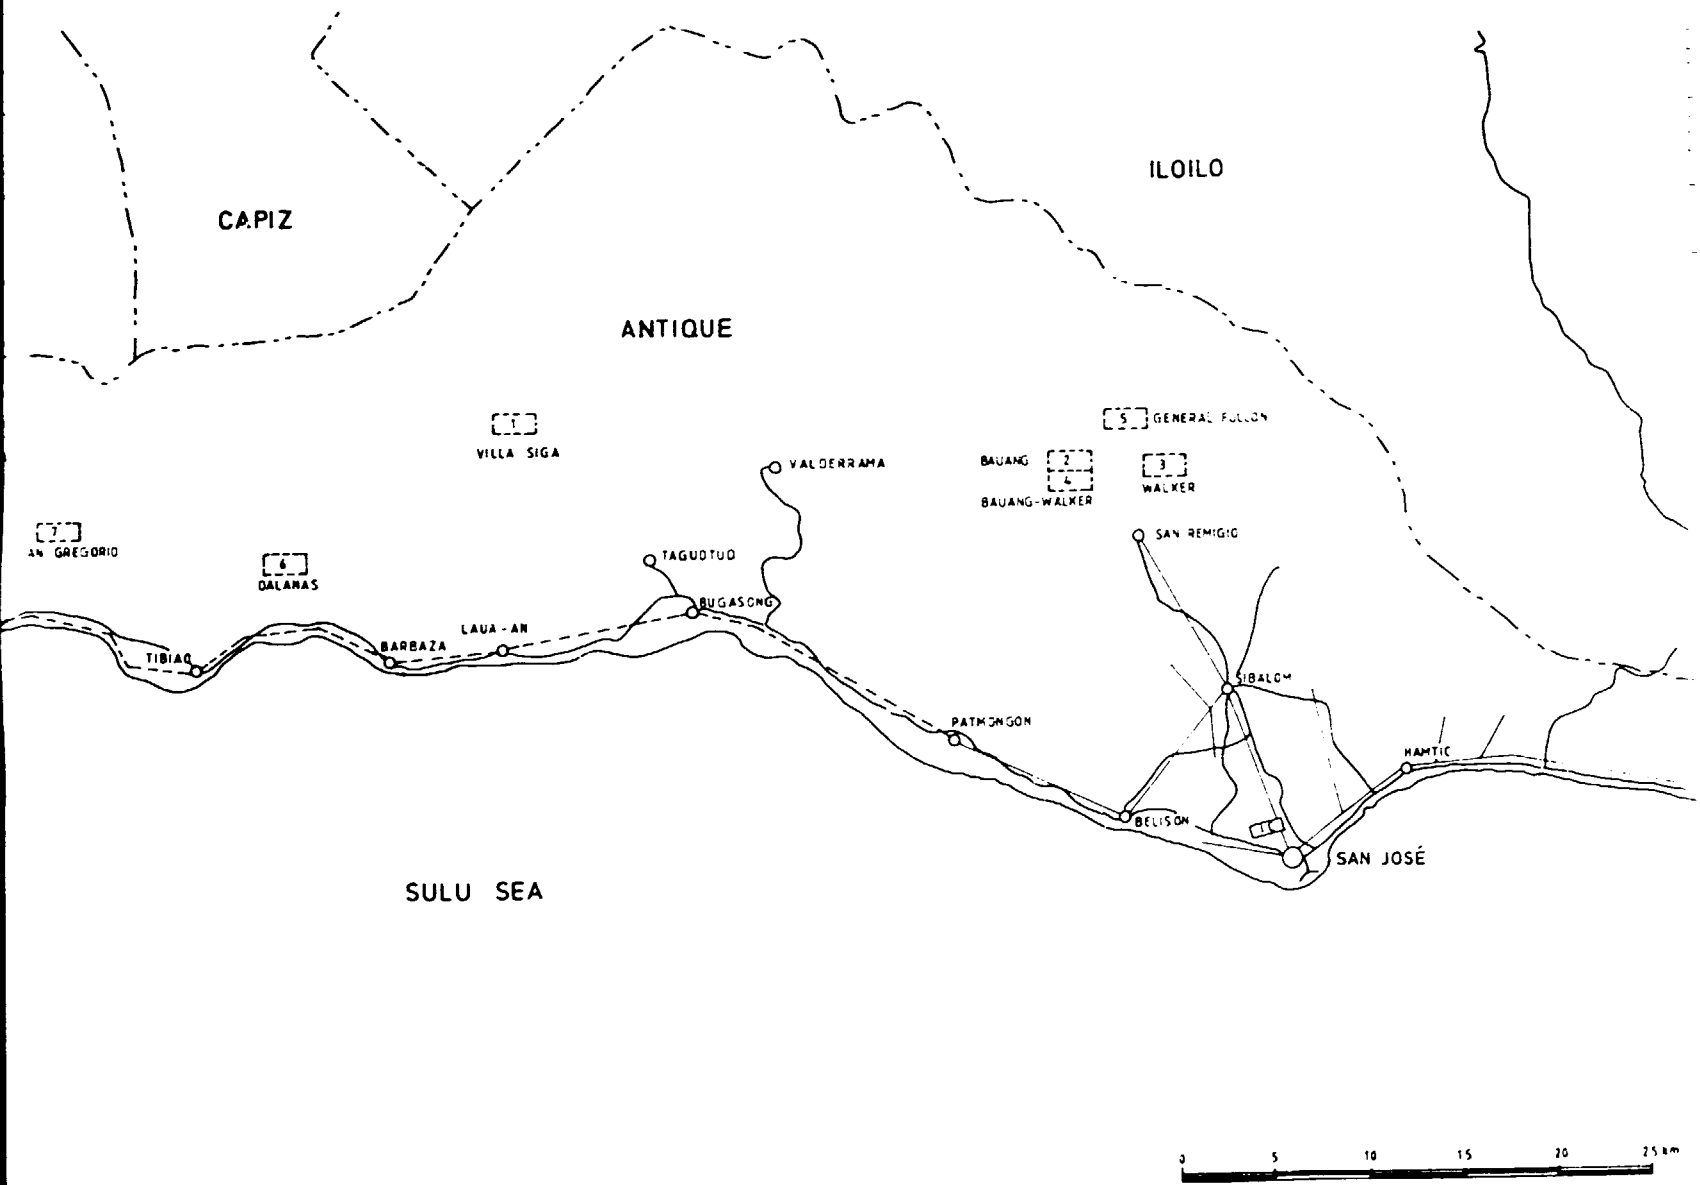 ILOILO
CAPIZ
ANTIQUE
5 GENERAL FULLON
1
VILLA SIGA
VALDERRAMA
BAUANG 2
3
4
WALKER
BAUANG-WALKER
7
SAN REMIGIO
AN GREGORIO
TAGUDTUD
6
DALANAS
BUGASONG
LAUA-AN
BARBAZA
TIBIAO
SIBALOM
PATNONGON
HAMTIC
BELISON
SAN JOSÉ
SULU SEA
0 5 10 15 20 25 km